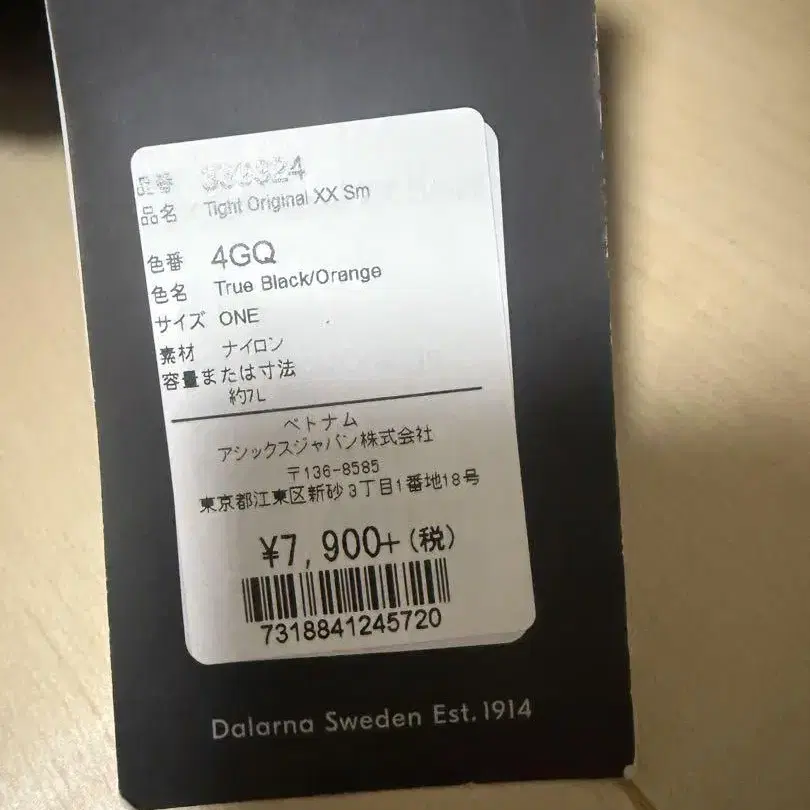 品番
品名 Tight Original XX Sm
色番 4GQ
色名 True Black/Orange
サイズ ONE
素材 ナイロン
容量または寸法
約7L
ベトナム
アシックスジャパン株式会社
〒136-8585
東京都江東区新砂3丁目1番地18号
¥7,900+(税)
7318841245720
Dalarna Sweden Est. 1914